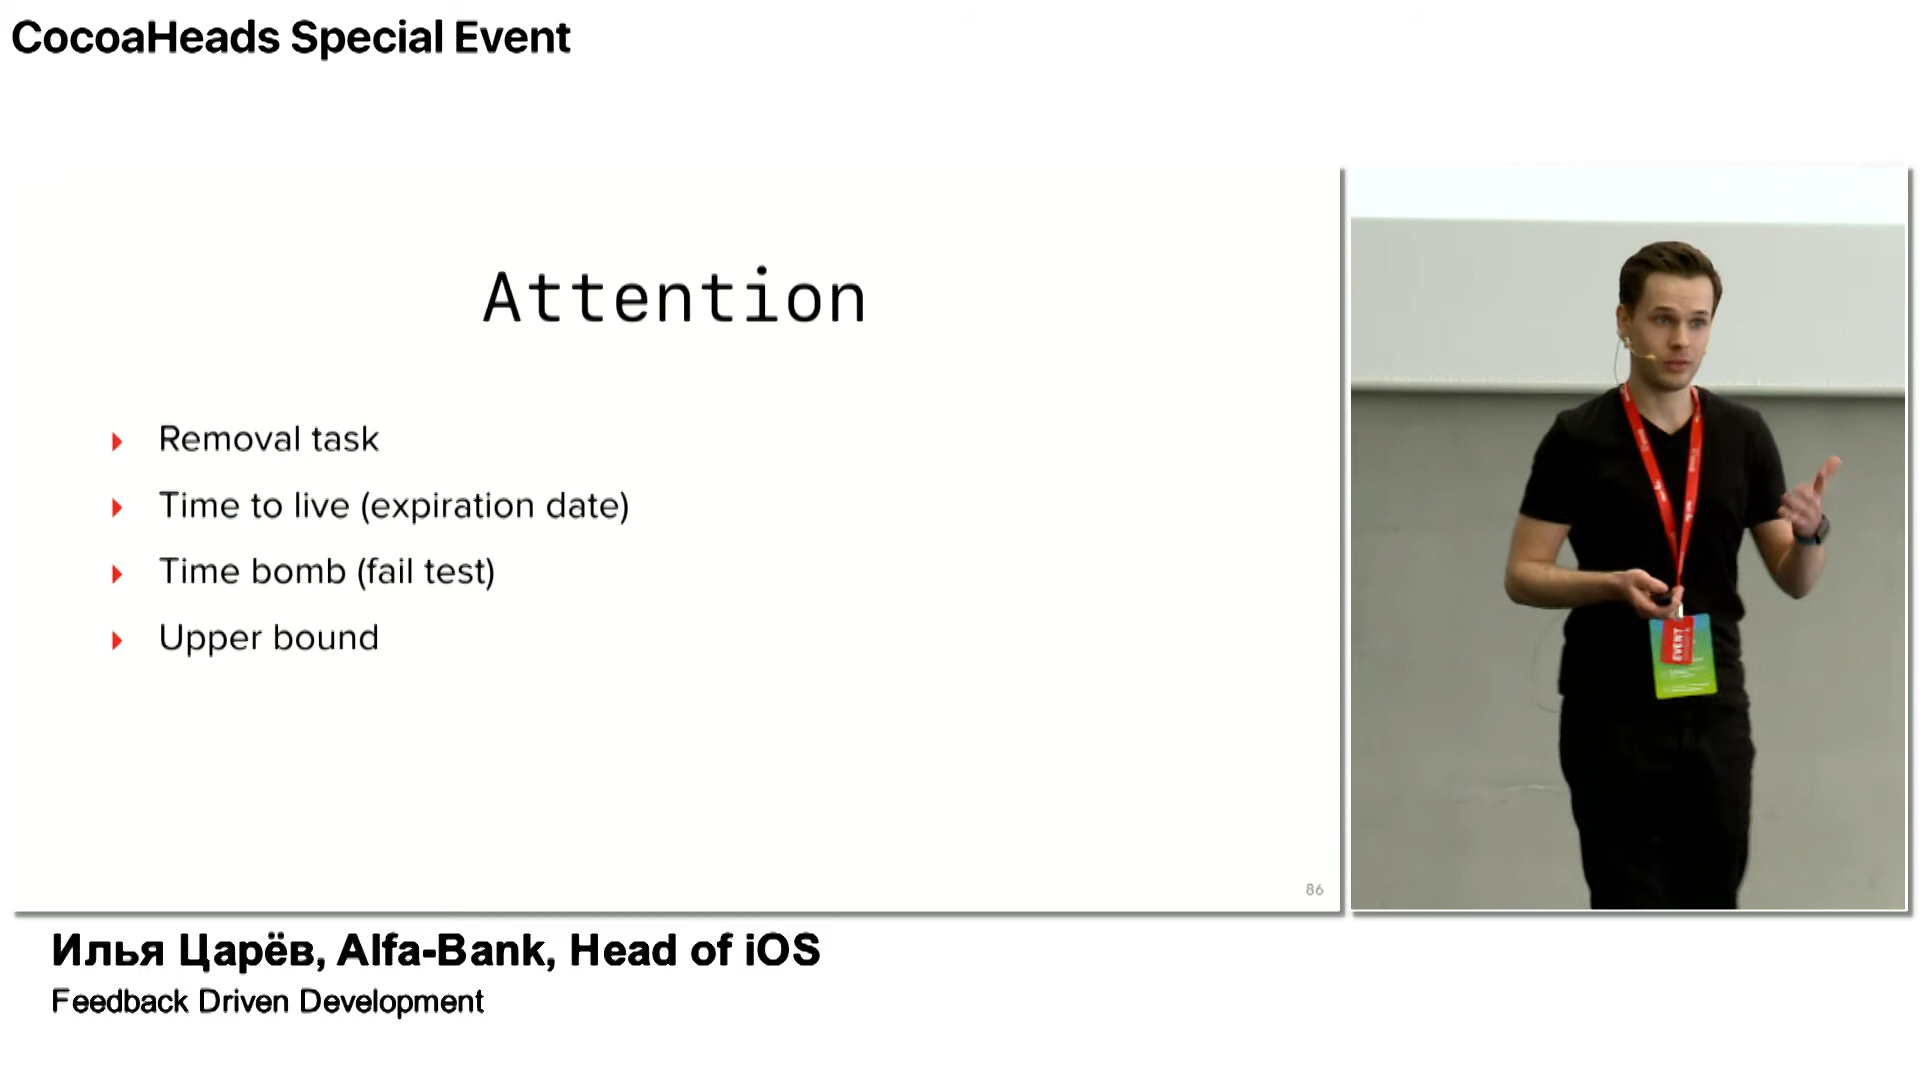 CocoaHeads Special Event
Attention
Removal task
Time to live (expiration date)
Time bomb (fail test)
Upper bound
86
EVENT
Илья Царёв, Alfa-Bank, Head of iOS
Feedback Driven Development